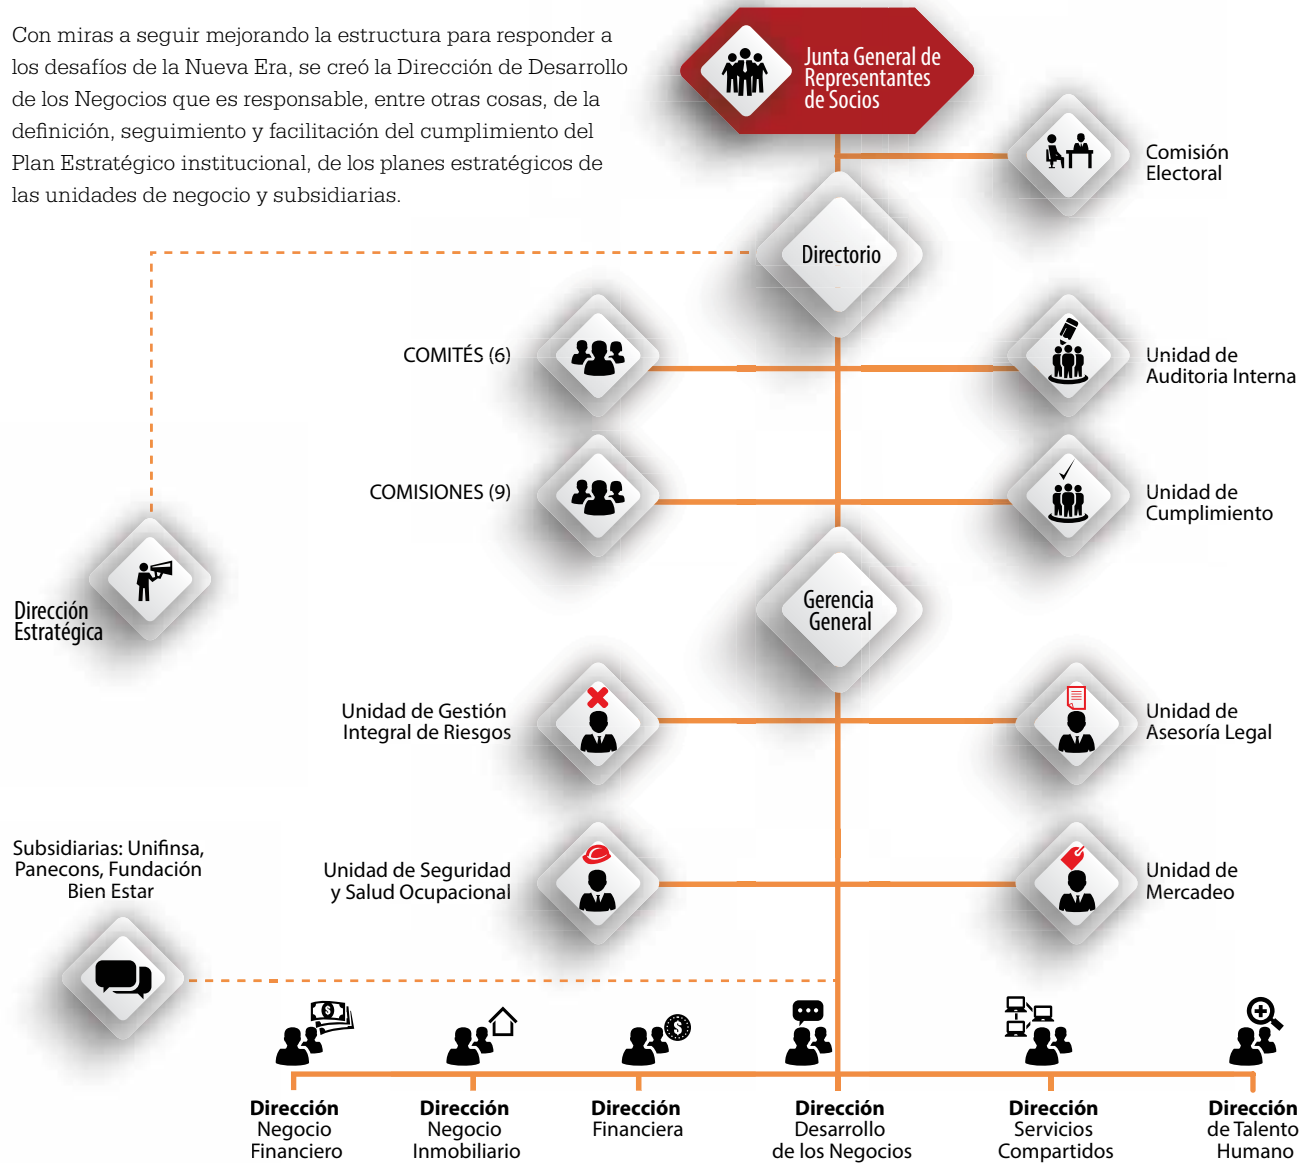 Con miras a seguir mejorando la estructura para responder a
los desafíos de la Nueva Era, se creó la Dirección de Desarrollo
de los Negocios que es responsable, entre otras cosas, de la
definición, seguimiento y facilitación del cumplimiento del
Plan Estratégico institucional, de los planes estratégicos de
las unidades de negocio y subsidiarias.
Junta General de
Representantes
de Socios
Comisión
Electoral
Directorio
COMITÉS (6)
Unidad de
Auditoria Interna
COMISIONES (9)
Unidad de
Cumplimiento
Dirección
Estratégica
Gerencia
General
Unidad de Gestión
Integral de Riesgos
Unidad de
Asesoría Legal
Subsidiarias: Unifinsa,
Panecons, Fundación
Bien Estar
Unidad de Seguridad
y Salud Ocupacional
Unidad de
Mercadeo
Dirección
Negocio
Financiero
Dirección
Negocio
Inmobiliario
Dirección
Financiera
Dirección
Desarrollo
de los Negocios
Dirección
Servicios
Compartidos
Dirección
de Talento
Humano